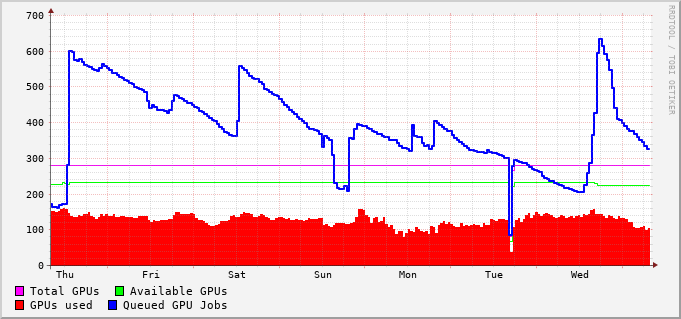 700
600
500
400
300
200
100
0
Thu Fri Sat Sun Mon Tue Wed
Total GPUs Available GPUs
GPUs used Queued GPU Jobs
RRDTOOL / TOBI OETIKER